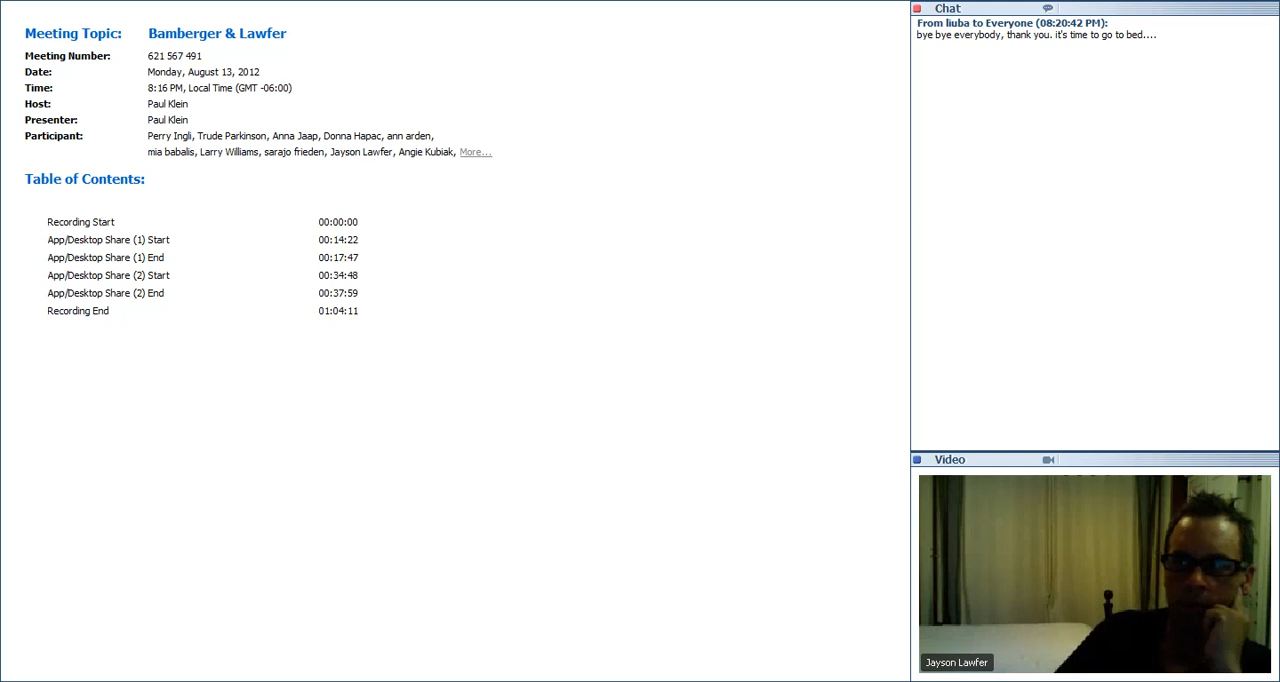 Meeting Topic: Bamberger & Lawfer
Meeting Number: 621 567 491
Date: Monday, August 13, 2012
Time: 8:16 PM, Local Time (GMT -06:00)
Host: Paul Klein
Presenter: Paul Klein
Participant: Perry Ingli, Trude Parkinson, Anna Jaap, Donna Hapac, ann arden,
mia babalis, Larry Williams, sarajo frieden, Jayson Lawfer, Angie Kubiak, More...
Table of Contents:
Recording Start 00:00:00
App/Desktop Share (1) Start 00:14:22
App/Desktop Share (1) End 00:17:47
App/Desktop Share (2) Start 00:34:48
App/Desktop Share (2) End 00:37:59
Recording End 01:04:11
Chat
From liuba to Everyone (08:20:42 PM):
bye bye everybody, thank you. it's time to go to bed....
Video
Jayson Lawfer